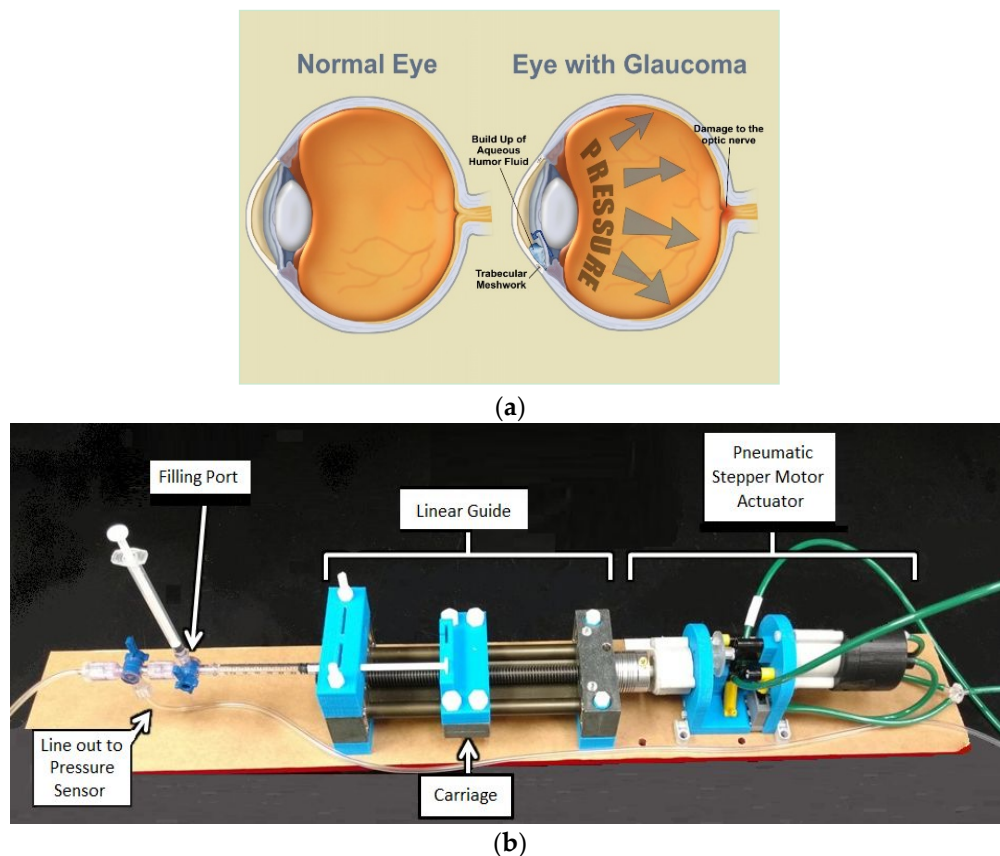 Normal Eye
Eye with Glaucoma
Build Up of
Aqueous
Humor Fluid
Damage to the
optic nerve
PRESSURE
Trabecular
Meshwork
(a)
Filling Port
Linear Guide
Pneumatic
Stepper Motor
Actuator
Line out to
Pressure
Sensor
Carriage
(b)